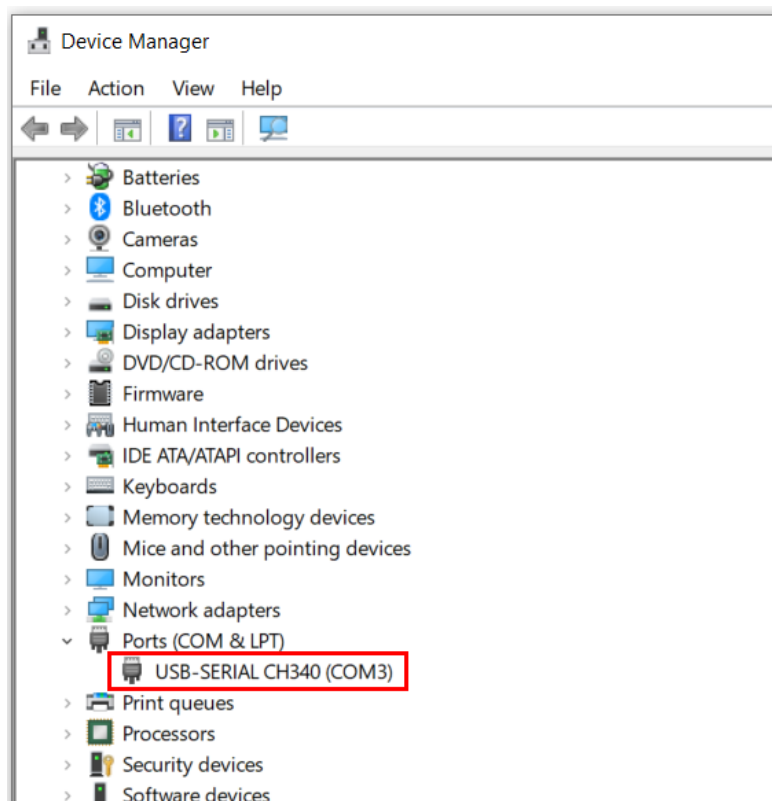 Device Manager
File Action View Help
Batteries
Bluetooth
Cameras
Computer
Disk drives
Display adapters
DVD/CD-ROM drives
Firmware
Human Interface Devices
IDE ATA/ATAPI controllers
Keyboards
Memory technology devices
Mice and other pointing devices
Monitors
Network adapters
Ports (COM & LPT)
USB-SERIAL CH340 (COM3)
Print queues
Processors
Security devices
Software devices